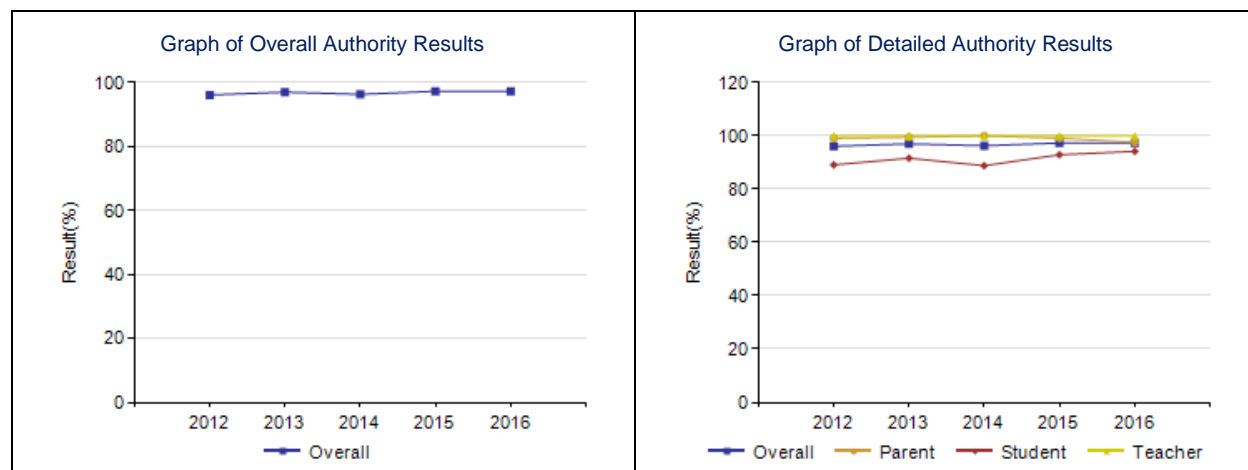 Graph of Overall Authority Results
100
80
60
40
20
0
Result(%)
2012 2013 2014 2015 2016
Overall
Graph of Detailed Authority Results
120
100
80
60
40
20
0
Result(%)
2012 2013 2014 2015 2016
Overall Parent Student Teacher